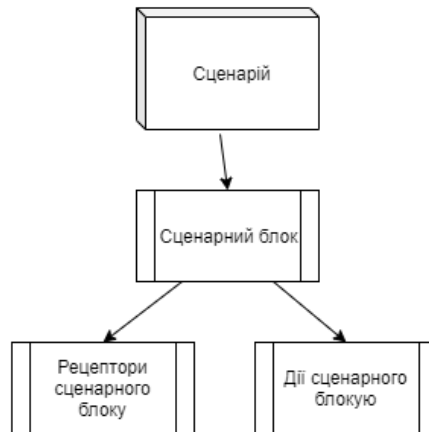 Сценарій
Сценарний блок
Рецептори
сценарного
блоку
Дії сценарного
блокую